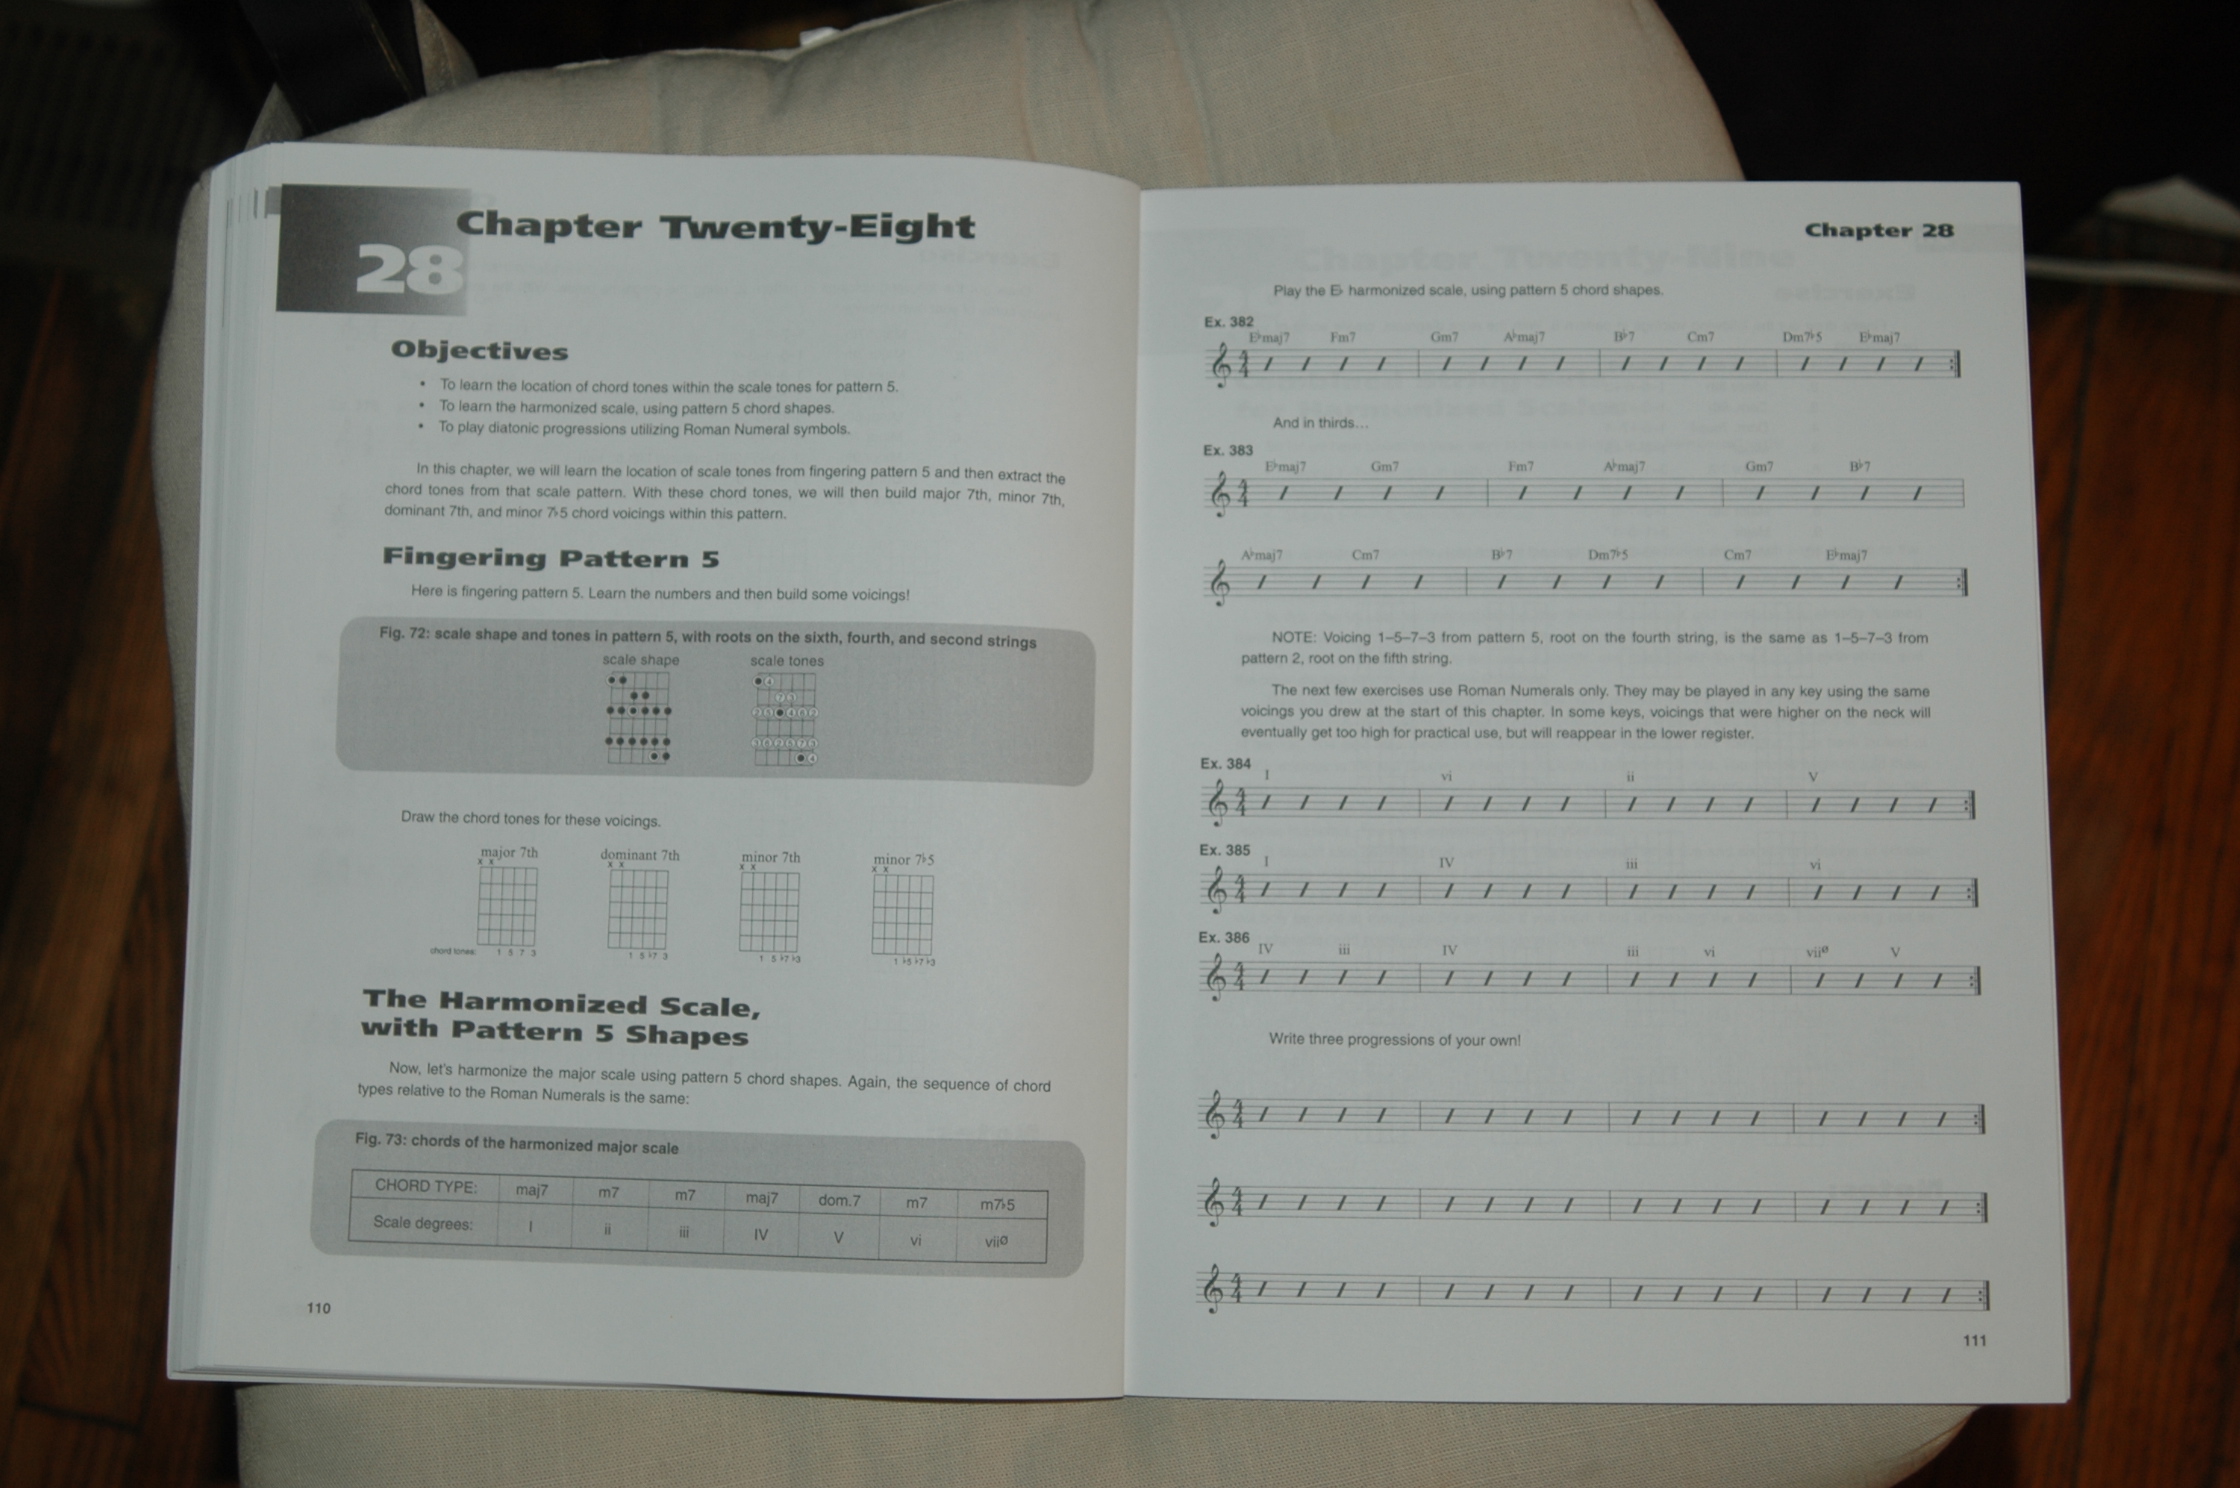 28
Chapter Twenty-Eight
Objectives
• To learn the location of chord tones within the scale tones for pattern 5.
• To learn the harmonized scale, using pattern 5 chord shapes.
• To play diatonic progressions utilizing Roman Numeral symbols.
In this chapter, we will learn the location of scale tones from fingering pattern 5 and then extract the
chord tones from that scale pattern. With these chord tones, we will then build major 7th, minor 7th,
dominant 7th, and minor 7♭5 chord voicings within this pattern.
Fingering Pattern 5
Here is fingering pattern 5. Learn the numbers and then build some voicings!
Fig. 72: scale shape and tones in pattern 5, with roots on the sixth, fourth, and second strings
scale shape scale tones
Draw the chord tones for these voicings.
major 7th dominant 7th minor 7th minor 7♭5
x x x x x x x x
chord tones: 1 5 7 3 1 5 ♭7 3 1 5 ♭7 ♭3 1 ♭5 ♭7 ♭3
The Harmonized Scale,
with Pattern 5 Shapes
Now, let's harmonize the major scale using pattern 5 chord shapes. Again, the sequence of chord
types relative to the Roman Numerals is the same:
Fig. 73: chords of the harmonized major scale
CHORD TYPE: maj7 m7 m7 maj7 dom.7 m7 m7♭5
Scale degrees: I ii iii IV V vi viiø
110
Chapter 28
Play the E♭ harmonized scale, using pattern 5 chord shapes.
Ex. 382
E♭maj7 Fm7 Gm7 A♭maj7 B♭7 Cm7 Dm7♭5 E♭maj7
4
4
And in thirds…
Ex. 383
E♭maj7 Gm7 Fm7 A♭maj7 Gm7 B♭7
4
4
A♭maj7 Cm7 B♭7 Dm7♭5 Cm7 E♭maj7
NOTE: Voicing 1–5–7–3 from pattern 5, root on the fourth string, is the same as 1–5–7–3 from
pattern 2, root on the fifth string.
The next few exercises use Roman Numerals only. They may be played in any key using the same
voicings you drew at the start of this chapter. In some keys, voicings that were higher on the neck will
eventually get too high for practical use, but will reappear in the lower register.
Ex. 384
I vi ii V
4
4
Ex. 385
I IV iii vi
4
4
Ex. 386
IV iii IV iii vi viiø V
4
4
Write three progressions of your own!
4
4
4
4
4
4
111